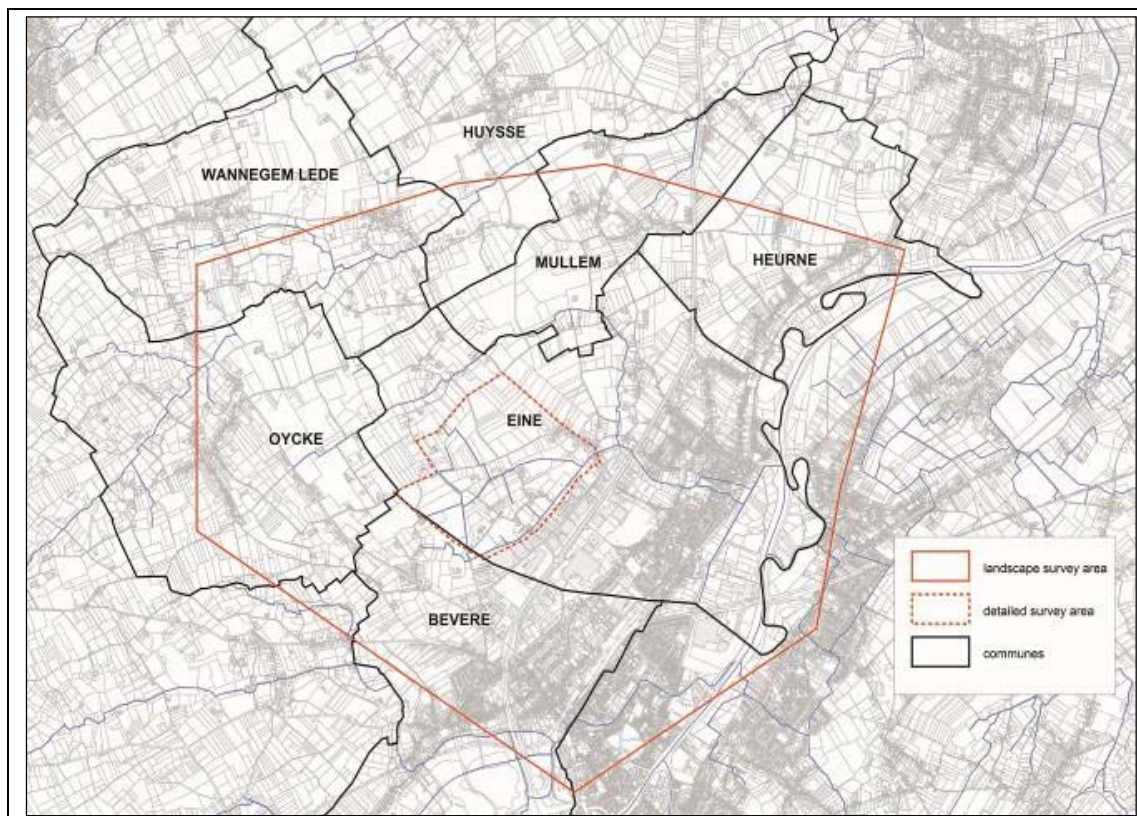 HUYSSE
WANNEGEM LEDE
MULLEM
HEURNE
EINE
OYCKE
BEVERE
landscape survey area
detailed survey area
communes